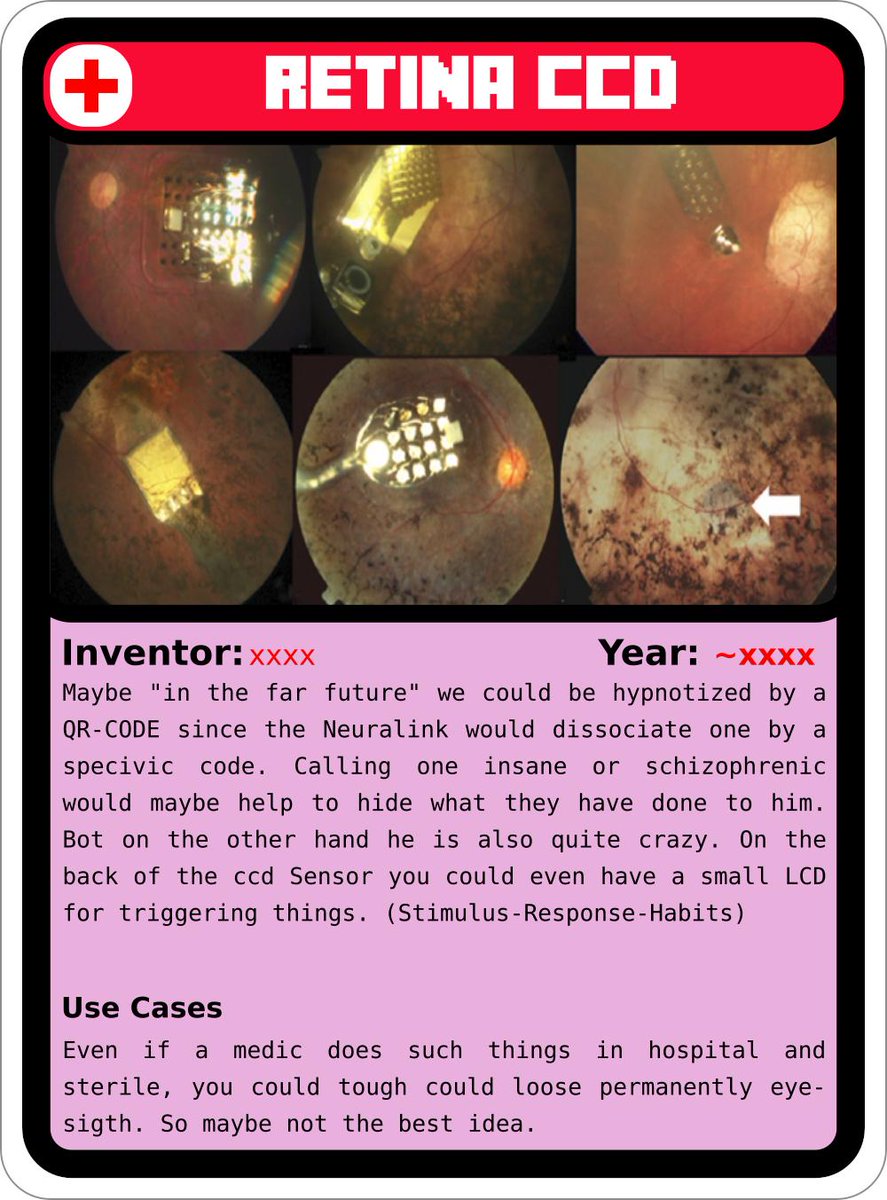 RETINA CCD
Inventor: xxxx
Year: ~xxxx
Maybe "in the far future" we could be hypnotized by a
QR-CODE since the Neuralink would dissociate one by a
specivic code. Calling one insane or schizophrenic
would maybe help to hide what they have done to him.
Bot on the other hand he is also quite crazy. On the
back of the ccd Sensor you could even have a small LCD
for triggering things. (Stimulus-Response-Habits)
Use Cases
Even if a medic does such things in hospital and
sterile, you could tough could loose permanently eye-
sigth. So maybe not the best idea.